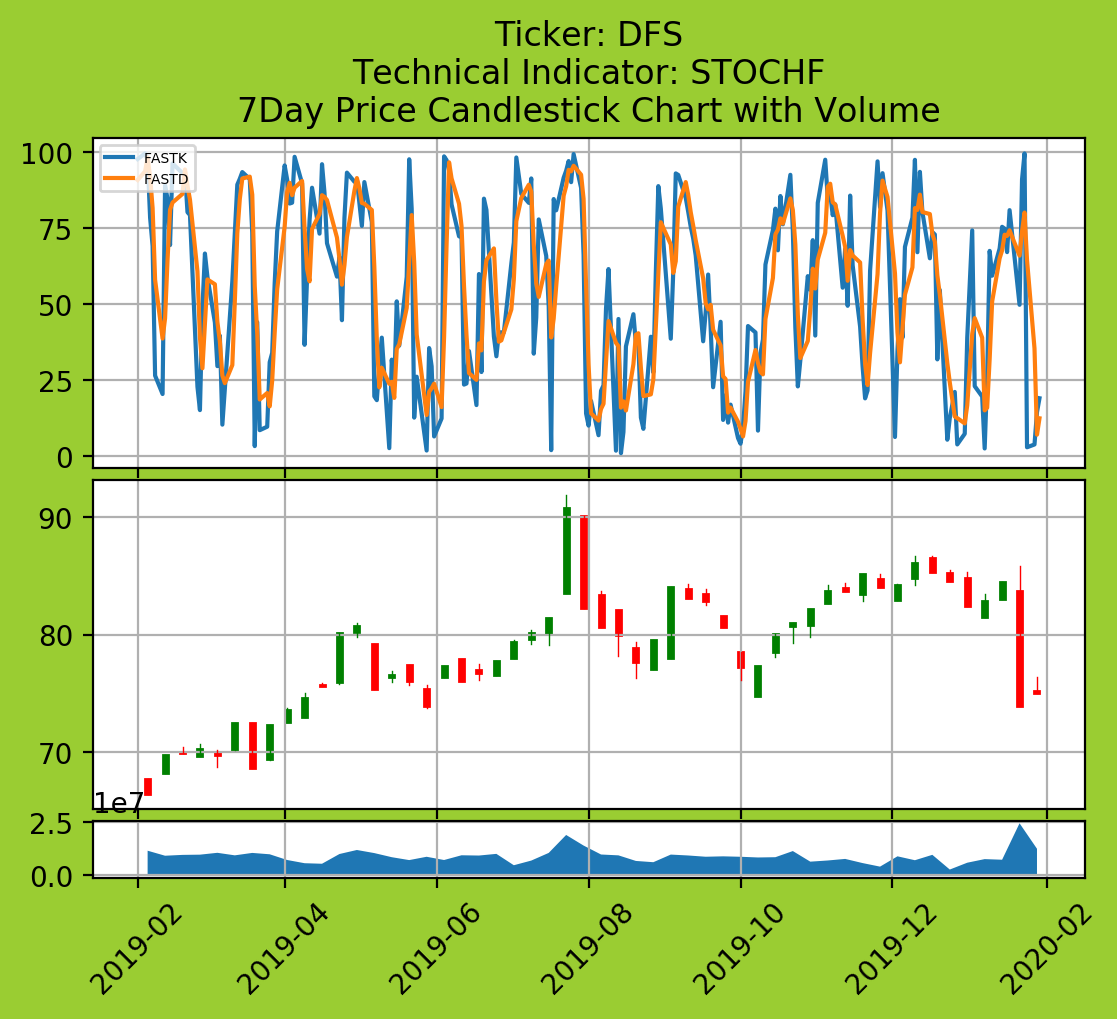 Ticker: DFS
Technical Indicator: STOCHF
7Day Price Candlestick Chart with Volume
100
75
50
25
0
FASTK
FASTD
90
80
70
1e7
2.5
0.0
2019-02
2019-04
2019-06
2019-08
2019-10
2019-12
2020-02